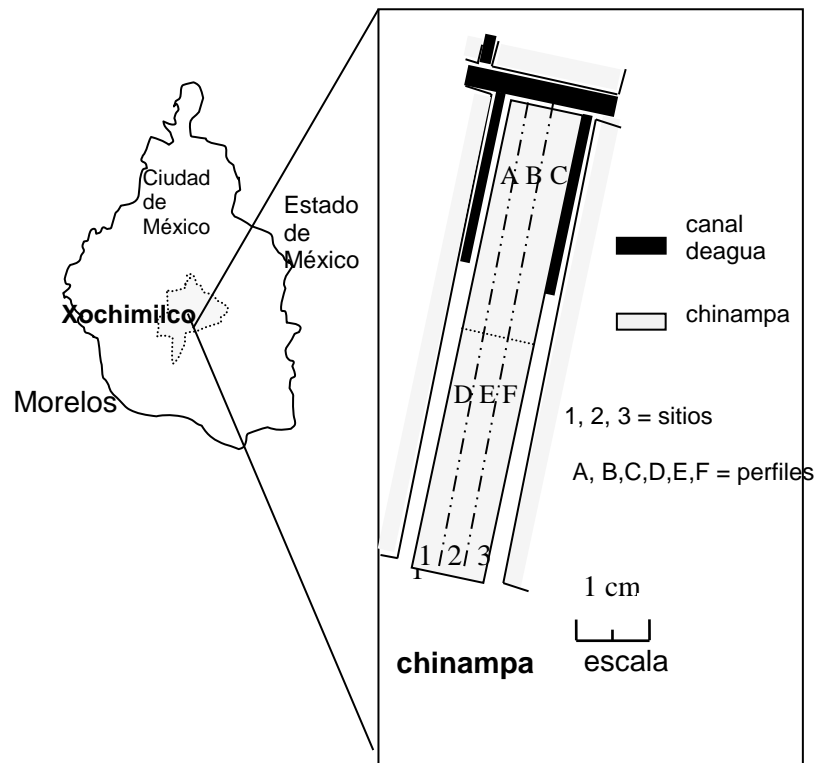 Ciudad
de
México
Estado
de
México
Xochimilco
Morelos
A B C
D E F
1 2 3
1
canal
deagua
chinampa
1, 2, 3 = sitios
A, B,C,D,E,F = perfiles
1 cm
escala
chinampa